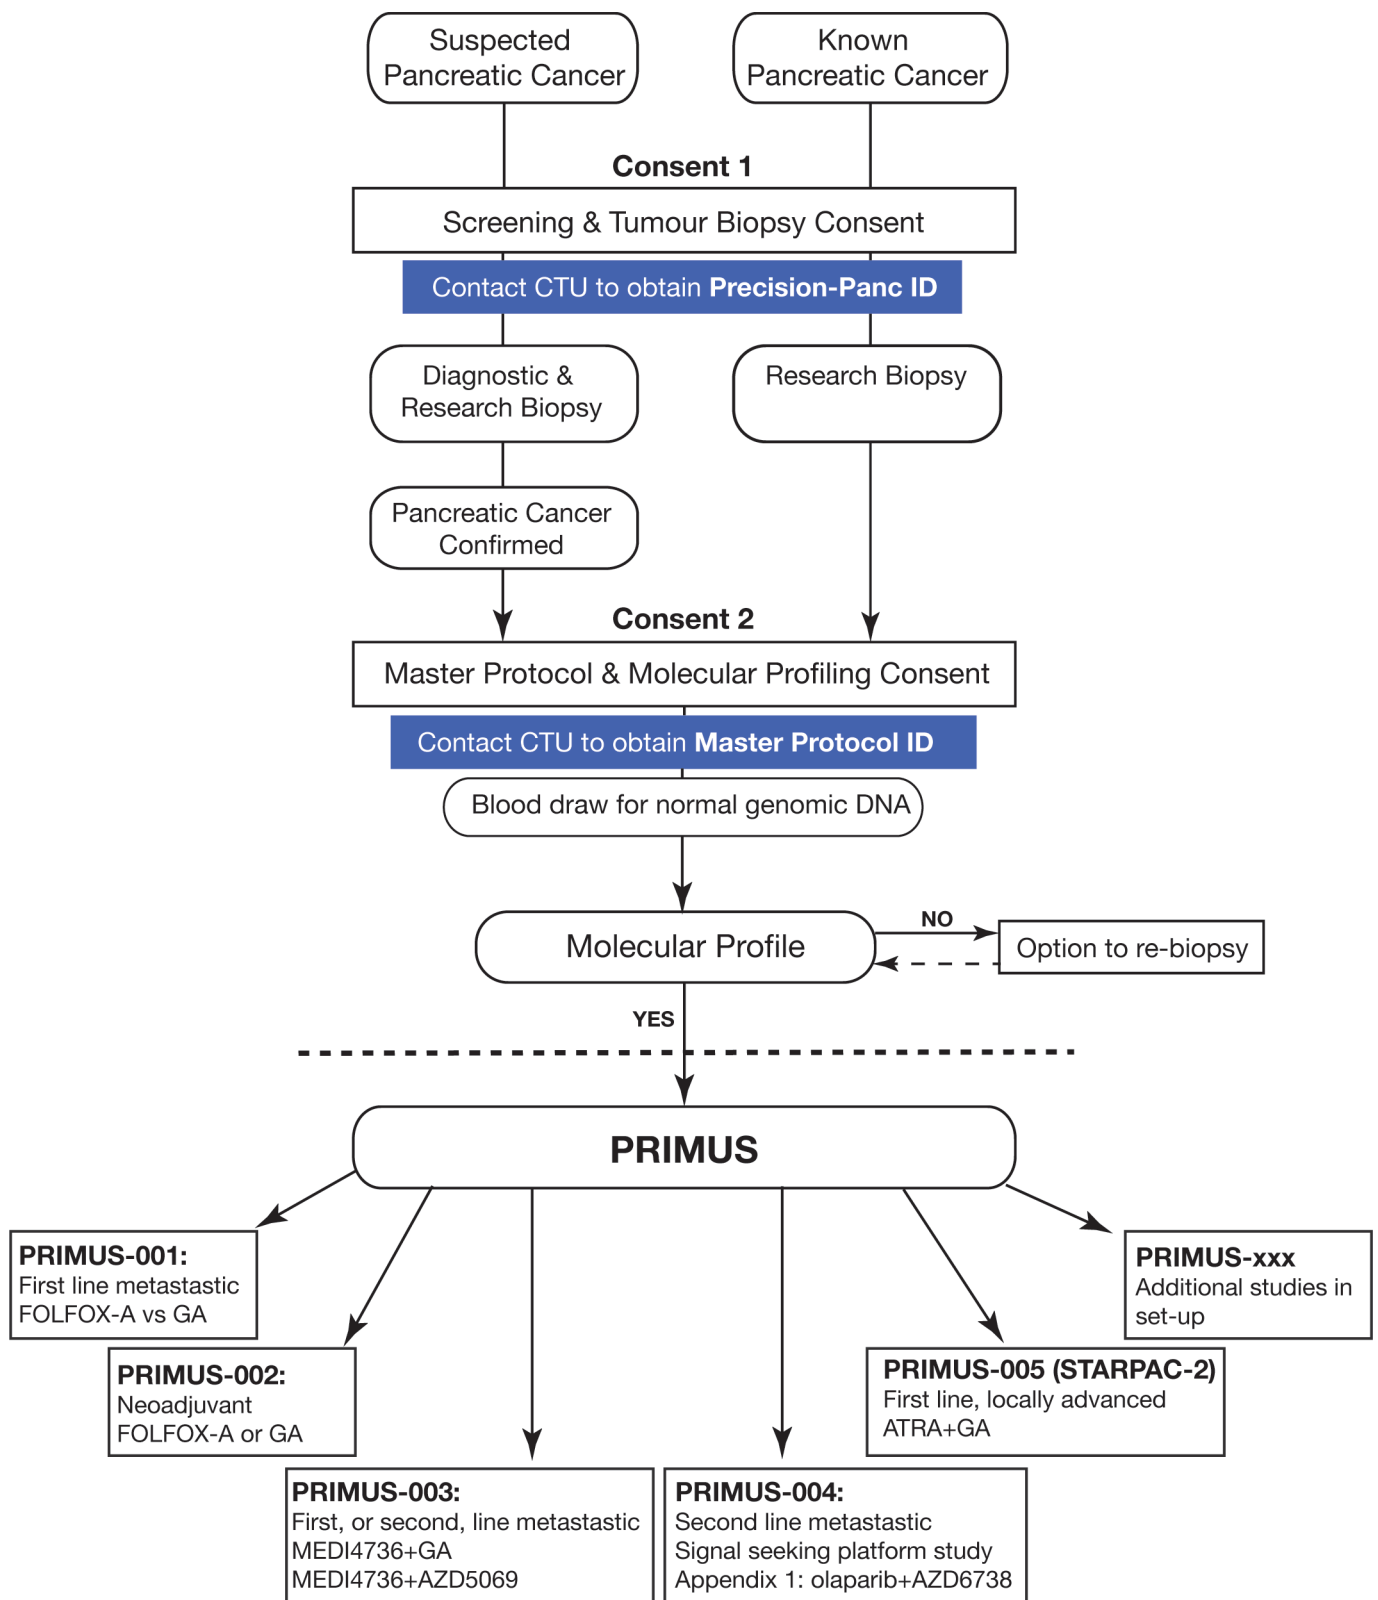 Suspected
Pancreatic Cancer
Known
Pancreatic Cancer
Consent 1
Screening & Tumour Biopsy Consent
Contact CTU to obtain Precision-Panc ID
Diagnostic &
Research Biopsy
Research Biopsy
Pancreatic Cancer
Confirmed
Consent 2
Master Protocol & Molecular Profiling Consent
Contact CTU to obtain Master Protocol ID
Blood draw for normal genomic DNA
Molecular Profile
NO
Option to re-biopsy
YES
PRIMUS
PRIMUS-001:
First line metastastic
FOLFOX-A vs GA
PRIMUS-002:
Neoadjuvant
FOLFOX-A or GA
PRIMUS-003:
First, or second, line metastastic
MEDI4736+GA
MEDI4736+AZD5069
PRIMUS-004:
Second line metastastic
Signal seeking platform study
Appendix 1: olaparib+AZD6738
PRIMUS-005 (STARPAC-2)
First line, locally advanced
ATRA+GA
PRIMUS-xxx
Additional studies in
set-up